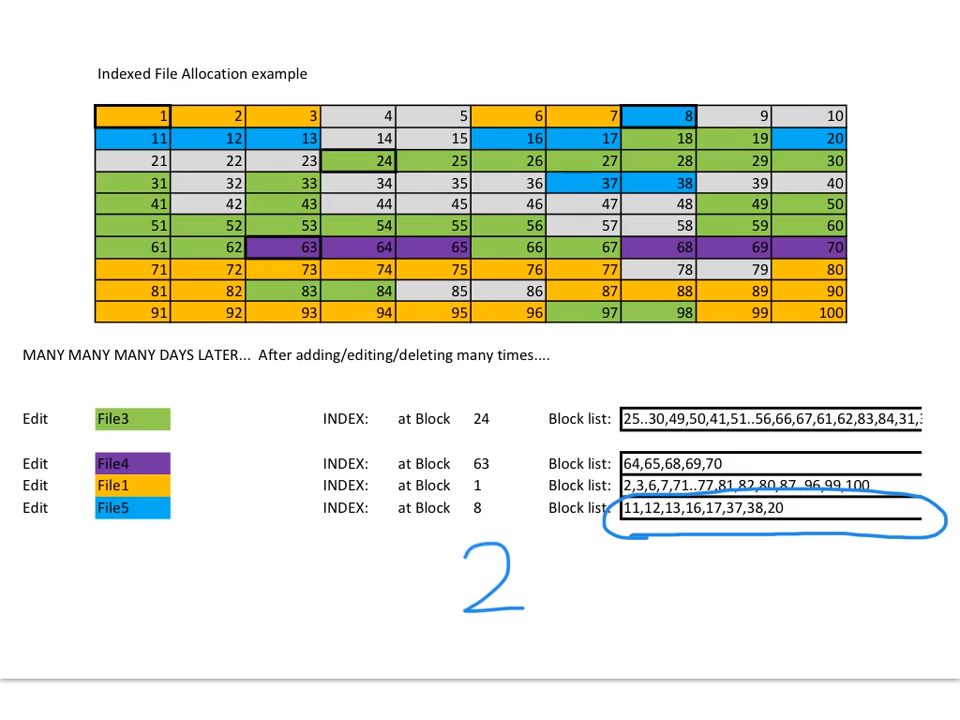 Indexed File Allocation example
1 2 3 4 5 6 7 8 9 10
11 12 13 14 15 16 17 18 19 20
21 22 23 24 25 26 27 28 29 30
31 32 33 34 35 36 37 38 39 40
41 42 43 44 45 46 47 48 49 50
51 52 53 54 55 56 57 58 59 60
61 62 63 64 65 66 67 68 69 70
71 72 73 74 75 76 77 78 79 80
81 82 83 84 85 86 87 88 89 90
91 92 93 94 95 96 97 98 99 100
MANY MANY MANY DAYS LATER... After adding/editing/deleting many times....
Edit File3 INDEX: at Block 24 Block list: 25..30,49,50,41,51..56,66,67,61,62,83,84,31,
Edit File4 INDEX: at Block 63 Block list: 64,65,68,69,70
Edit File1 INDEX: at Block 1 Block list: 2,3,6,7,71..77,81,82,80,87..96,99,100
Edit File5 INDEX: at Block 8 Block list: 11,12,13,16,17,37,38,20
2